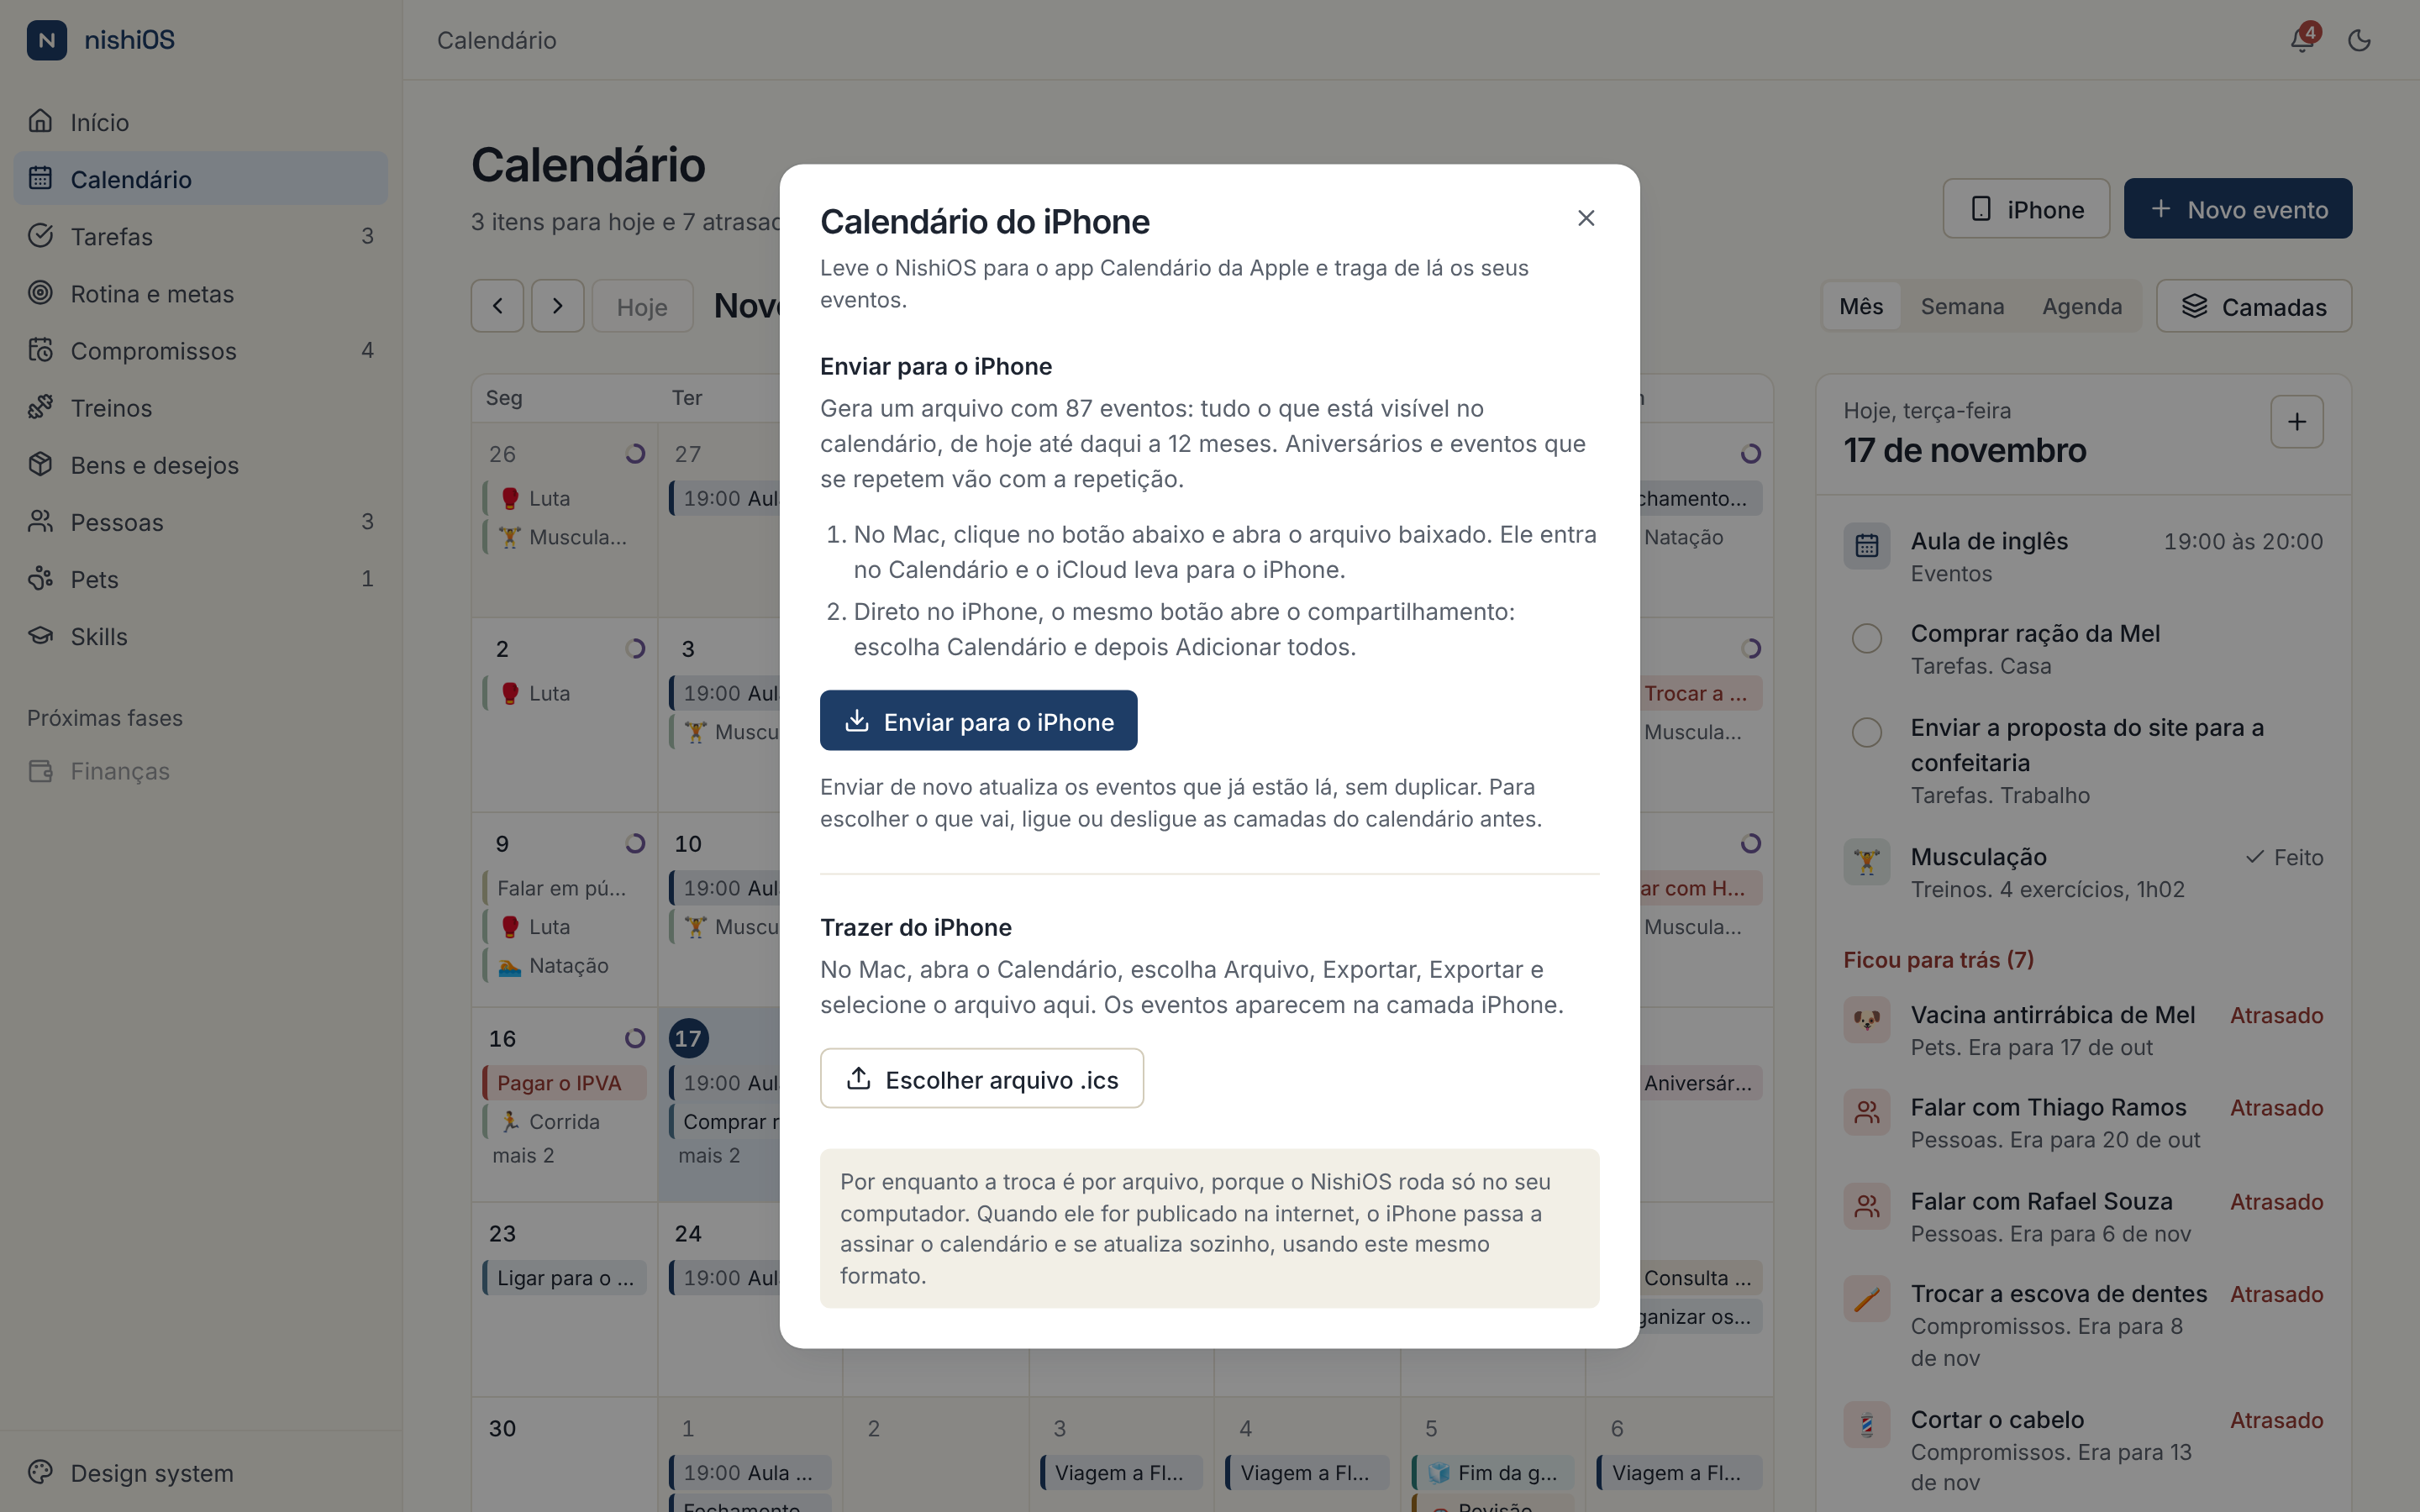 N nishiOS
Início
Calendário
Tarefas 3
Rotina e metas
Compromissos 4
Treinos
Bens e desejos
Pessoas 3
Pets 1
Skills
Próximas fases
Finanças
Design system
Calendário
4
Calendário
3 itens para hoje e 7 atrasad
iPhone
Novo evento
Hoje
Nov
Mês
Semana
Agenda
Camadas
Seg
Ter
26
Luta
Muscula...
27
19:00 Aul
chamento...
Natação
2
Luta
3
19:00 Aul
Muscu
Trocar a ...
Muscula...
9
Falar em pú...
Luta
Natação
10
19:00 Aul
Muscu
ar com H...
Muscula...
16
Pagar o IPVA
Corrida
mais 2
17
19:00 Aul
Comprar r
mais 2
Aniversár...
23
Ligar para o ...
24
19:00 Aul
Consulta ...
ganizar os...
30
1
19:00 Aula ...
Fechamento
2
3
Viagem a Fl...
4
Viagem a Fl...
5
Fim da g...
Revisão
6
Viagem a Fl...
Calendário do iPhone
Leve o NishiOS para o app Calendário da Apple e traga de lá os seus
eventos.
Enviar para o iPhone
Gera um arquivo com 87 eventos: tudo o que está visível no
calendário, de hoje até daqui a 12 meses. Aniversários e eventos que
se repetem vão com a repetição.
1. No Mac, clique no botão abaixo e abra o arquivo baixado. Ele entra
no Calendário e o iCloud leva para o iPhone.
2. Direto no iPhone, o mesmo botão abre o compartilhamento:
escolha Calendário e depois Adicionar todos.
Enviar para o iPhone
Enviar de novo atualiza os eventos que já estão lá, sem duplicar. Para
escolher o que vai, ligue ou desligue as camadas do calendário antes.
Trazer do iPhone
No Mac, abra o Calendário, escolha Arquivo, Exportar, Exportar e
selecione o arquivo aqui. Os eventos aparecem na camada iPhone.
Escolher arquivo .ics
Por enquanto a troca é por arquivo, porque o NishiOS roda só no seu
computador. Quando ele for publicado na internet, o iPhone passa a
assinar o calendário e se atualiza sozinho, usando este mesmo
formato.
Hoje, terça-feira
17 de novembro
Aula de inglês 19:00 às 20:00
Eventos
Comprar ração da Mel
Tarefas. Casa
Enviar a proposta do site para a
confeitaria
Tarefas. Trabalho
Musculação Feito
Treinos. 4 exercícios, 1h02
Ficou para trás (7)
Vacina antirrábica de Mel Atrasado
Pets. Era para 17 de out
Falar com Thiago Ramos Atrasado
Pessoas. Era para 20 de out
Falar com Rafael Souza Atrasado
Pessoas. Era para 6 de nov
Trocar a escova de dentes Atrasado
Compromissos. Era para 8
de nov
Cortar o cabelo Atrasado
Compromissos. Era para 13
de nov